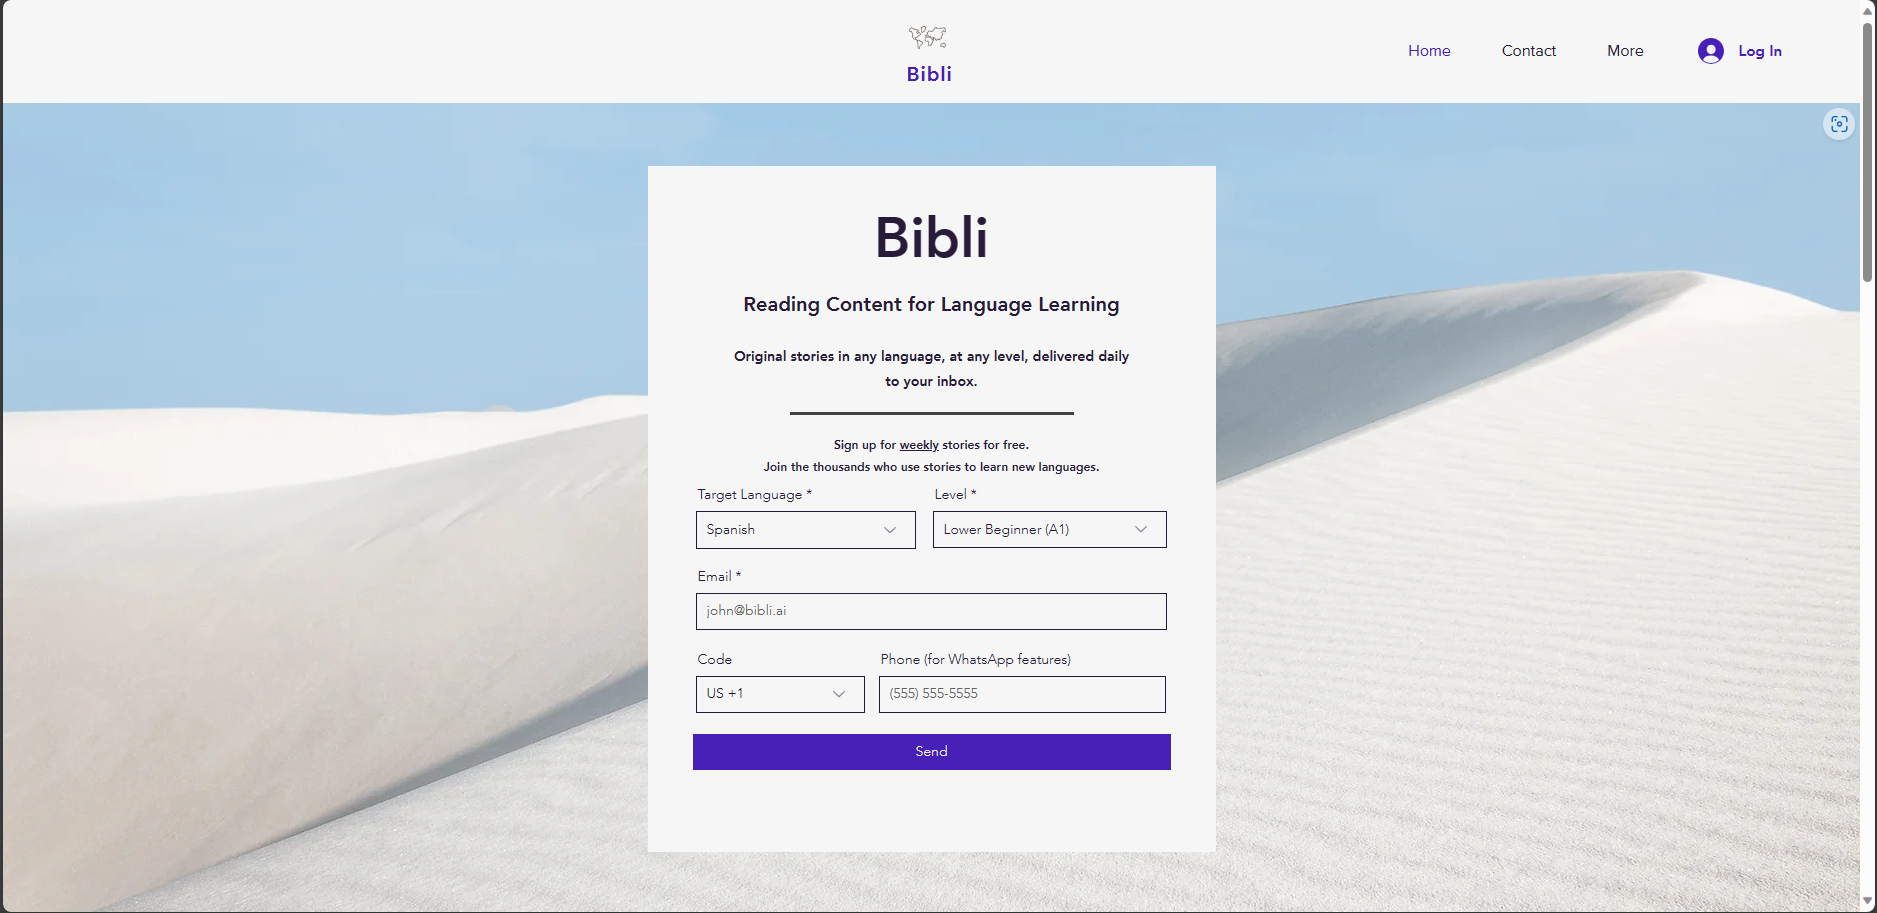 Bibli
Home
Contact
More
Log In
Bibli
Reading Content for Language Learning
Original stories in any language, at any level, delivered daily
to your inbox.
Sign up for weekly stories for free.
Join the thousands who use stories to learn new languages.
Target Language *
Level *
Spanish
Lower Beginner (A1)
Email *
john@bibli.ai
Code
Phone (for WhatsApp features)
US +1
(555) 555-5555
Send